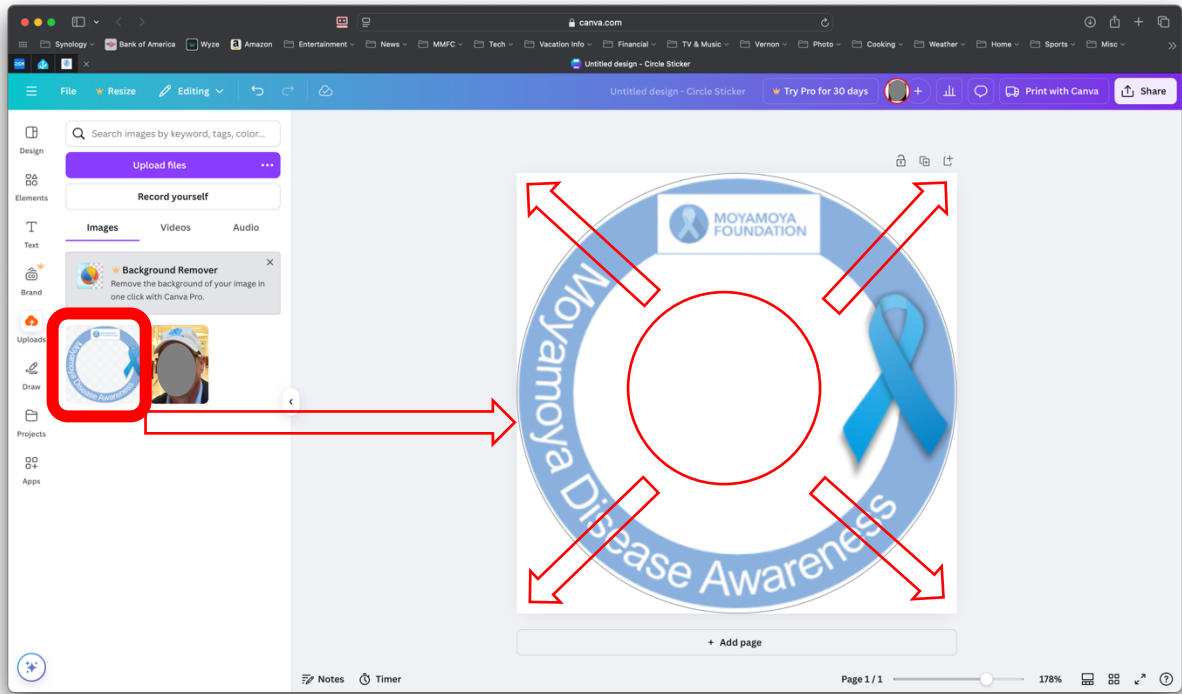 canva.com
Synology
Bank of America
Wyze
a Amazon
Entertainment
News
MMFC
Tech
Vacation Info
Financial
TV & Music
Vernon
Photo
Cooking
Weather
Home
Sports
Misc
Untitled design - Circle Sticker
File
Resize
Editing
Untitled design - Circle Sticker
Try Pro for 30 days
+
Print with Canva
Share
Design
Elements
Text
Brand
Uploads
Draw
Projects
Apps
Search images by keyword, tags, color...
Upload files
Record yourself
Images
Videos
Audio
Background Remover
Remove the background of your image in
one click with Canva Pro.
Moyamoya Disease Awareness
MOYAMOYA
FOUNDATION
Moyamoya Disease Awareness
+ Add page
Notes
Timer
Page 1 / 1
178%